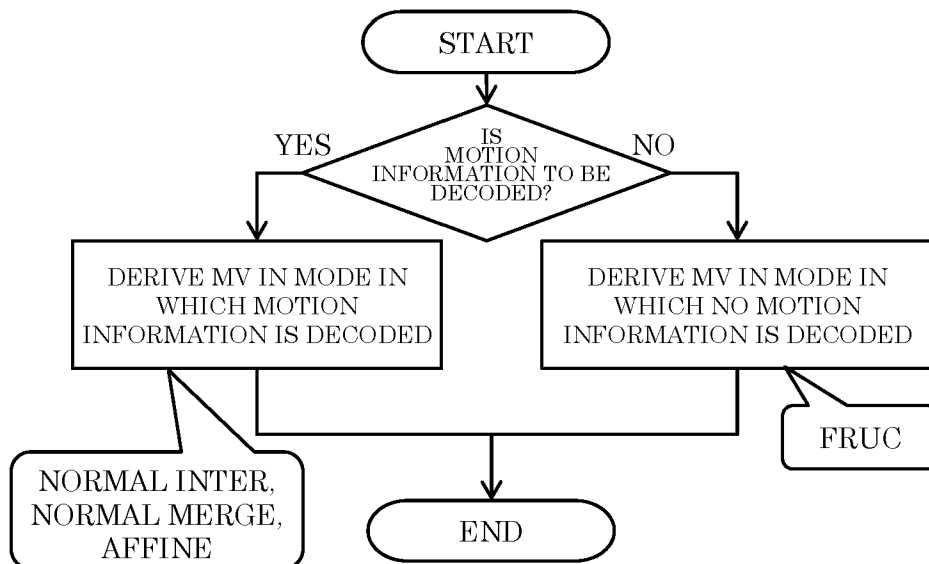 START
YES
IS
MOTION
INFORMATION TO BE
DECODED?
NO
DERIVE MV IN MODE IN
WHICH MOTION
INFORMATION IS DECODED
DERIVE MV IN MODE IN
WHICH NO MOTION
INFORMATION IS DECODED
NORMAL INTER,
NORMAL MERGE,
AFFINE
FRUC
END